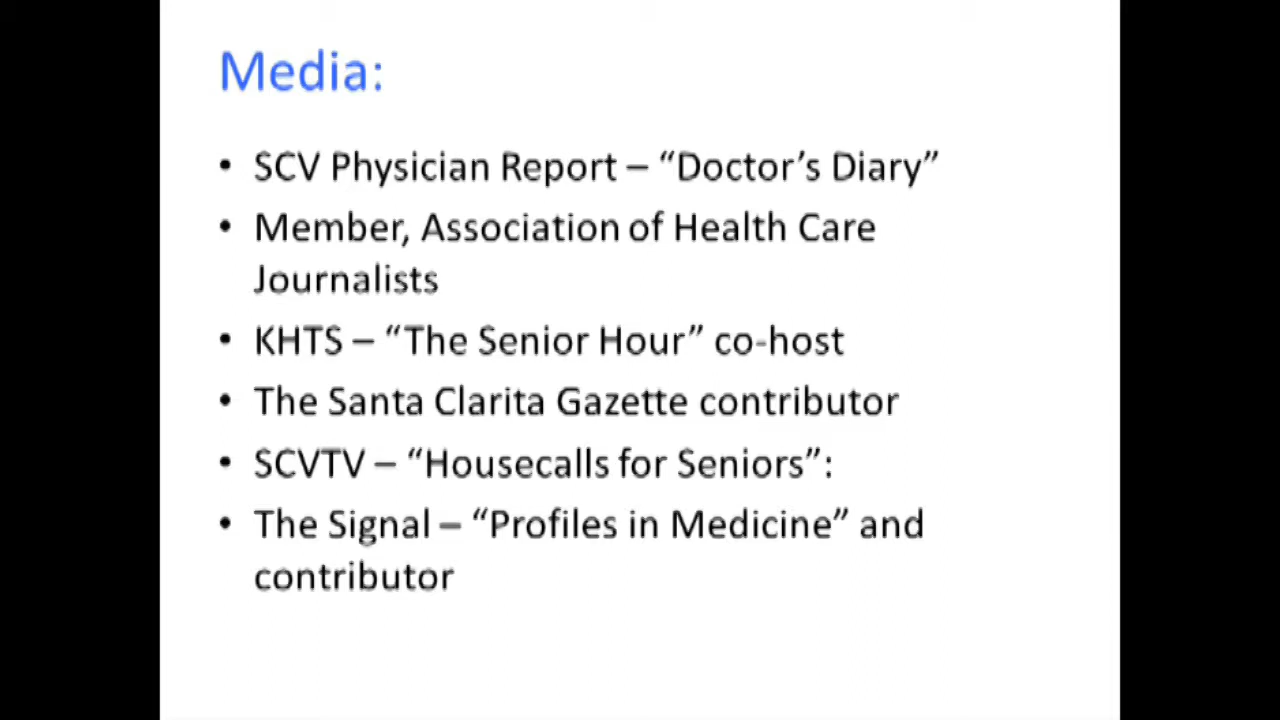 Media:
• SCV Physician Report – “Doctor’s Diary”
• Member, Association of Health Care
Journalists
• KHTS – “The Senior Hour” co-host
• The Santa Clarita Gazette contributor
• SCVTV – “Housecalls for Seniors”:
• The Signal – “Profiles in Medicine” and
contributor